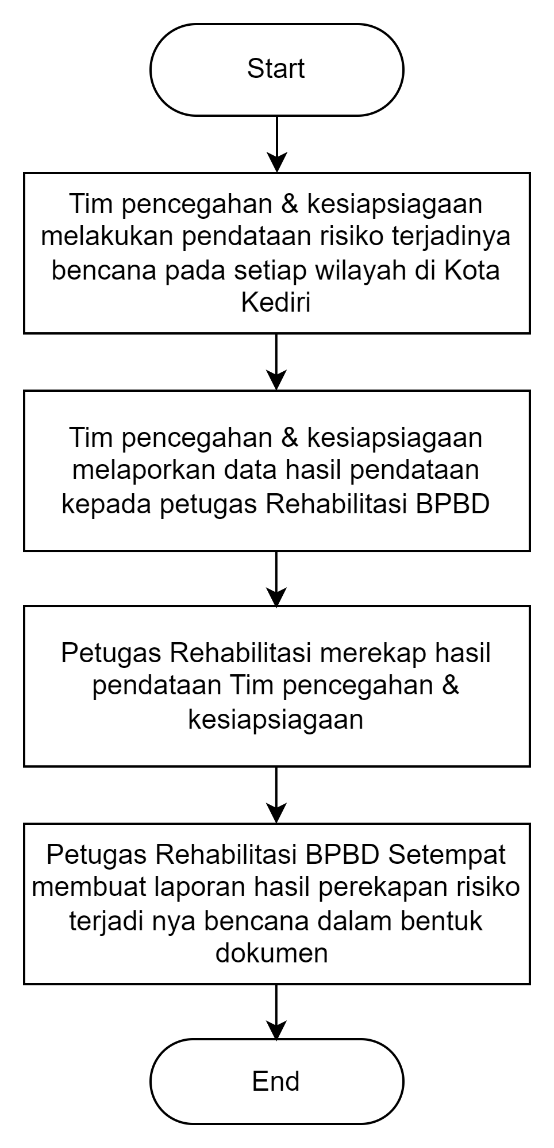 Start
Tim pencegahan & kesiapsiagaan
melakukan pendataan risiko terjadinya
bencana pada setiap wilayah di Kota
Kediri
Tim pencegahan & kesiapsiagaan
melaporkan data hasil pendataan
kepada petugas Rehabilitasi BPBD
Petugas Rehabilitasi merekap hasil
pendataan Tim pencegahan &
kesiapsiagaan
Petugas Rehabilitasi BPBD Setempat
membuat laporan hasil perekapan risiko
terjadi nya bencana dalam bentuk
dokumen
End